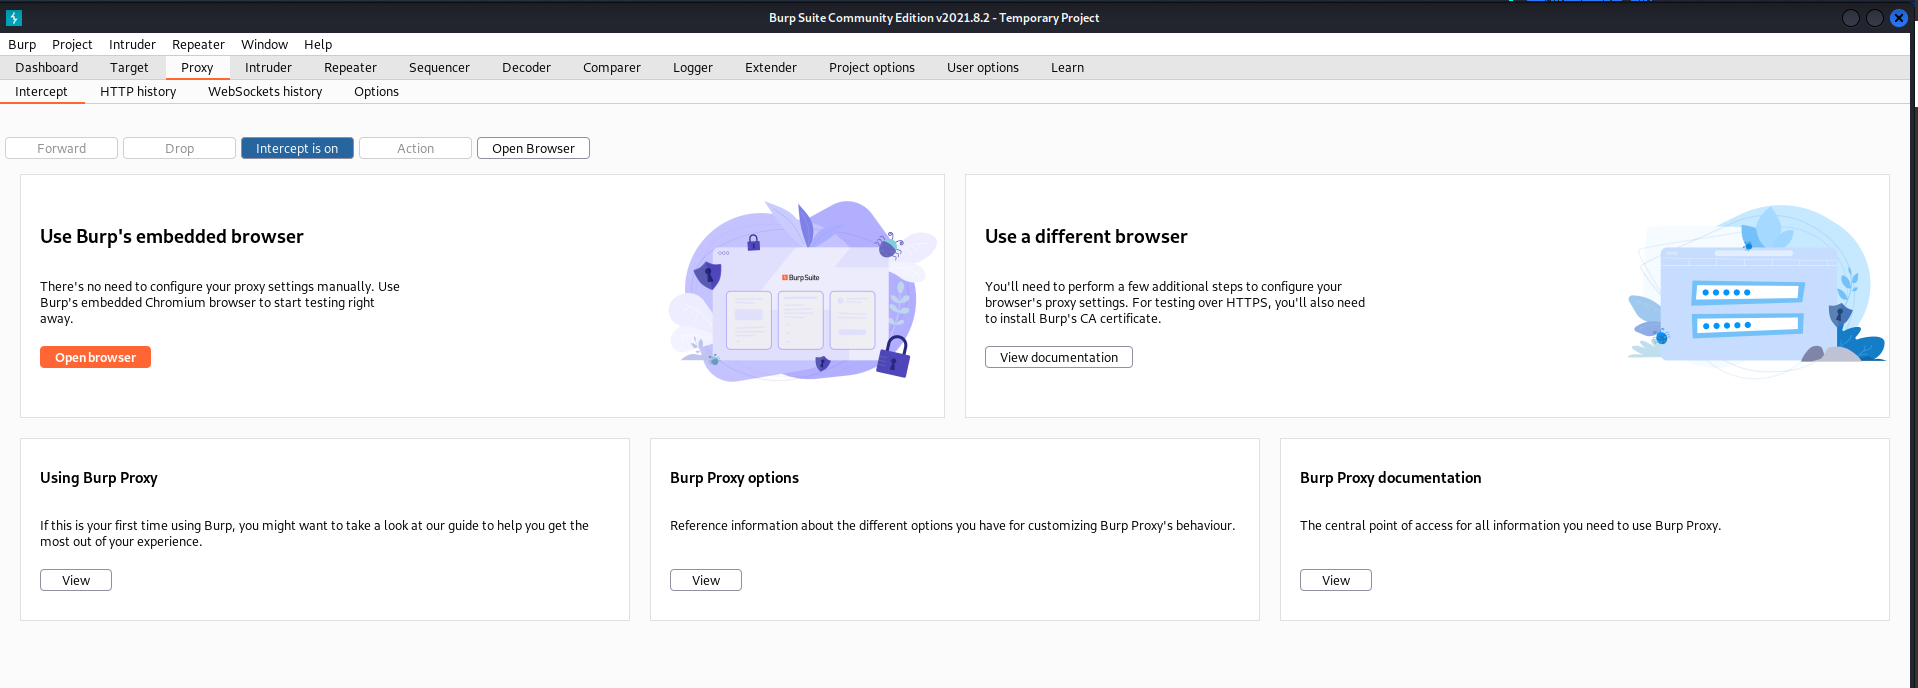 Burp Suite Community Edition v2021.8.2 - Temporary Project
Burp Project Intruder Repeater Window Help
Dashboard Target Proxy Intruder Repeater Sequencer Decoder Comparer Logger Extender Project options User options Learn
Intercept HTTP history WebSockets history Options
Forward Drop Intercept is on Action Open Browser
Use Burp's embedded browser
There's no need to configure your proxy settings manually. Use
Burp's embedded Chromium browser to start testing right
away.
Open browser
Burp Suite
Use a different browser
You'll need to perform a few additional steps to configure your
browser's proxy settings. For testing over HTTPS, you'll also need
to install Burp's CA certificate.
View documentation
Using Burp Proxy
If this is your first time using Burp, you might want to take a look at our guide to help you get the
most out of your experience.
View
Burp Proxy options
Reference information about the different options you have for customizing Burp Proxy's behaviour.
View
Burp Proxy documentation
The central point of access for all information you need to use Burp Proxy.
View